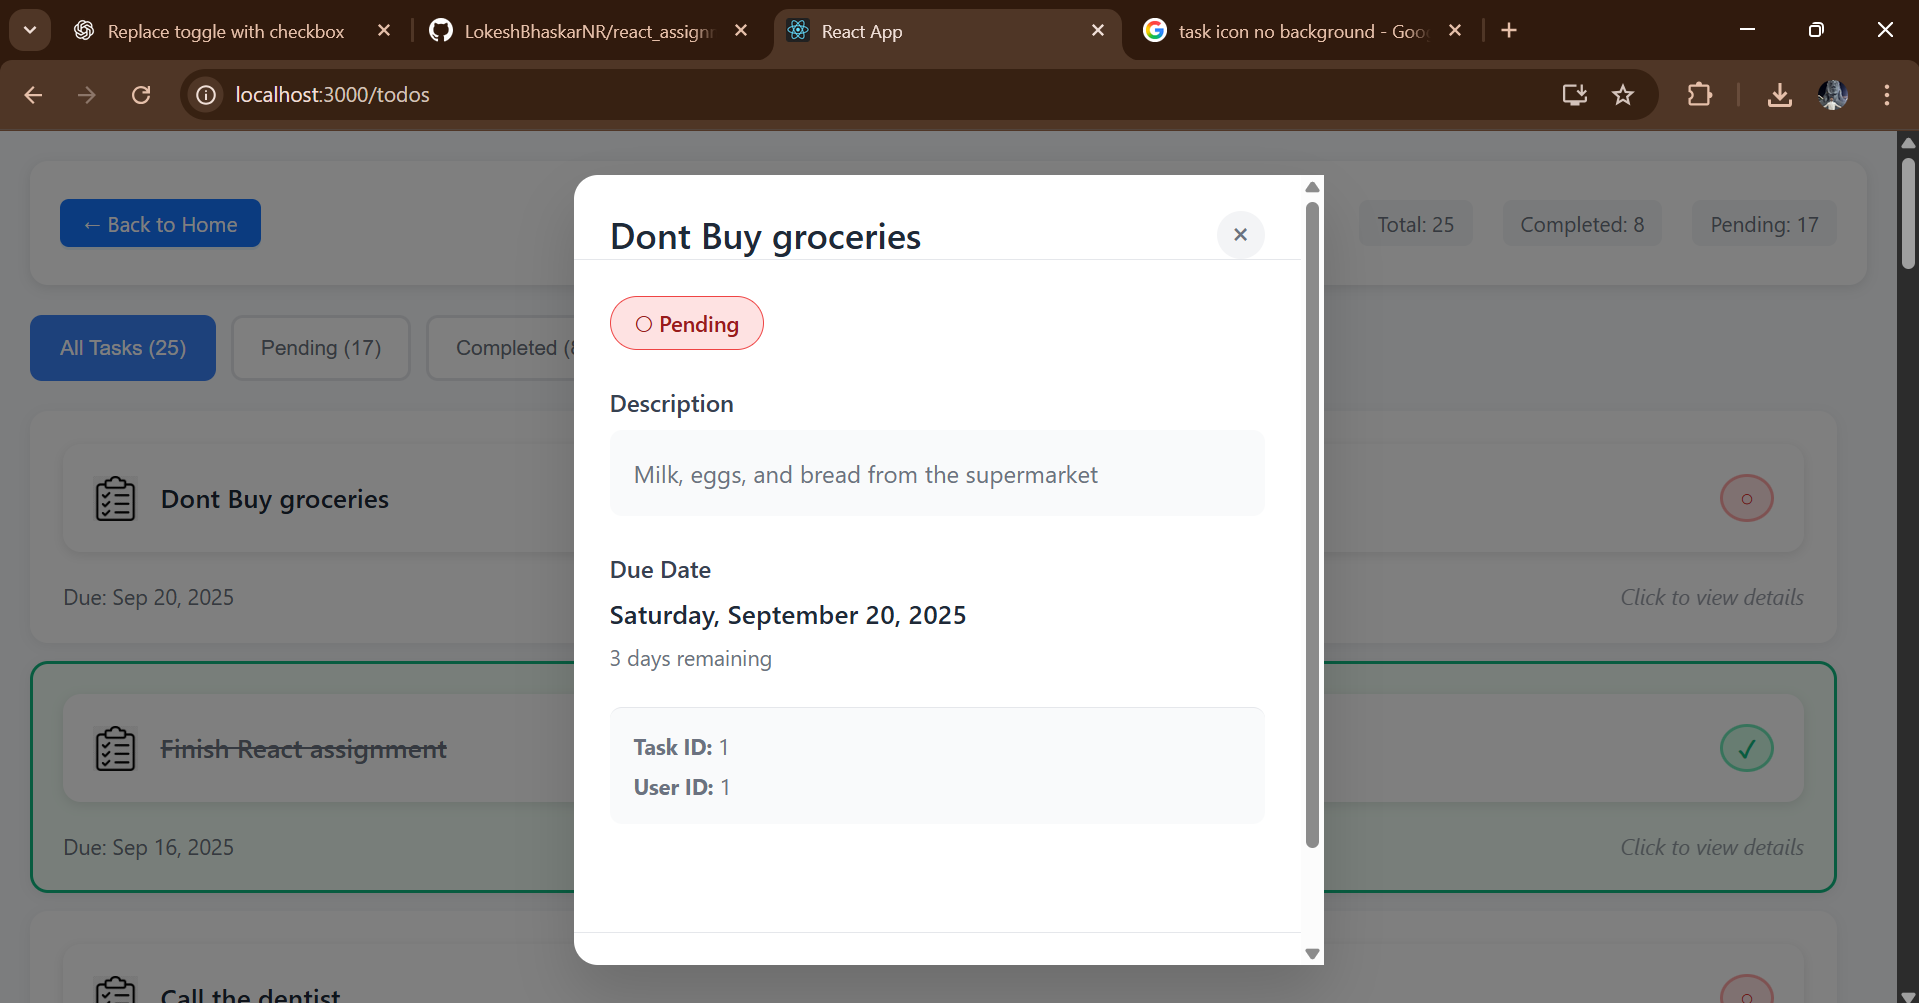 Replace toggle with checkbox
LokeshBhaskarNR/react_assignm
React App
task icon no background - Goo
localhost:3000/todos
← Back to Home
Total: 25
Completed: 8
Pending: 17
All Tasks (25)
Pending (17)
Completed (8
Dont Buy groceries
Due: Sep 20, 2025
Click to view details
Finish React assignment
Due: Sep 16, 2025
Click to view details
Call the dentist
Dont Buy groceries
×
○ Pending
Description
Milk, eggs, and bread from the supermarket
Due Date
Saturday, September 20, 2025
3 days remaining
Task ID: 1
User ID: 1